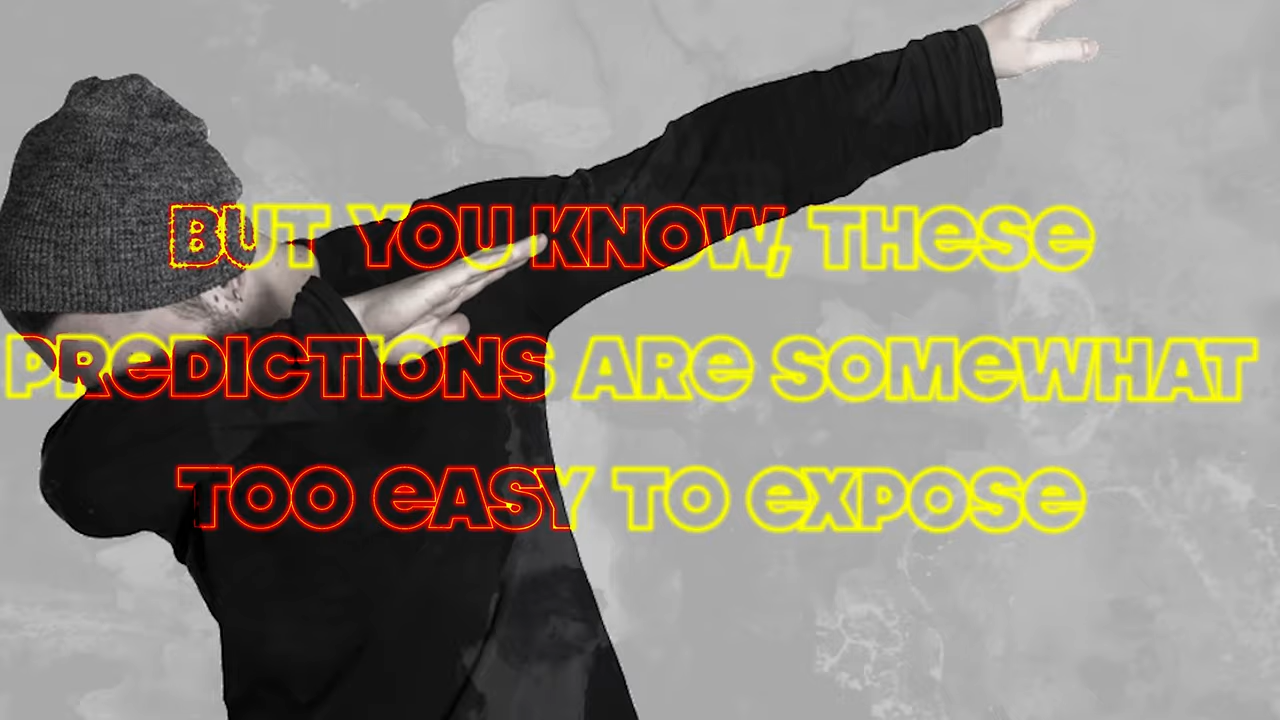 BUT YOU KNOW, THESE
PREDICTIONS ARE SOMEWHAT
TOO EASY TO EXPOSE